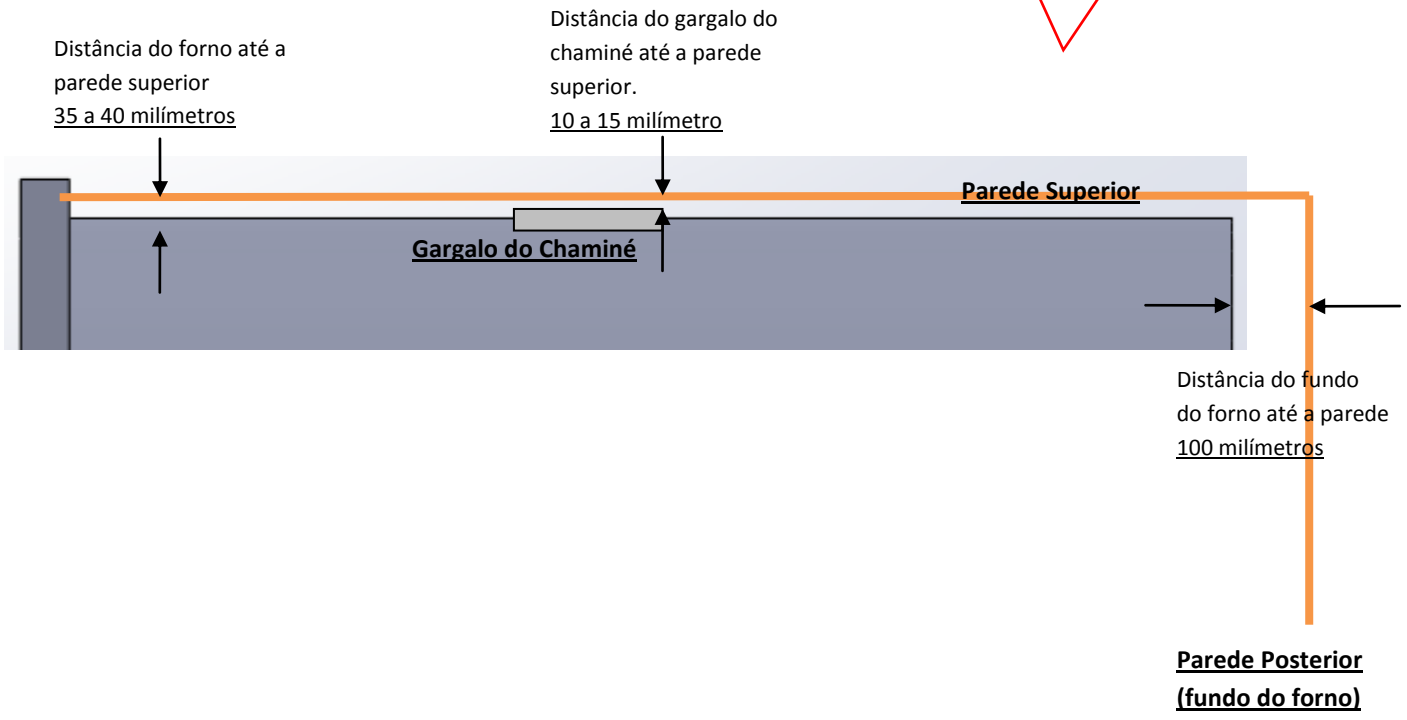 Distância do forno até a
parede superior
35 a 40 milímetros
Distância do gargalo do
chaminé até a parede
superior.
10 a 15 milímetro
Parede Superior
Gargalo do Chaminé
Distância do fundo
do forno até a parede
100 milímetros
Parede Posterior
(fundo do forno)